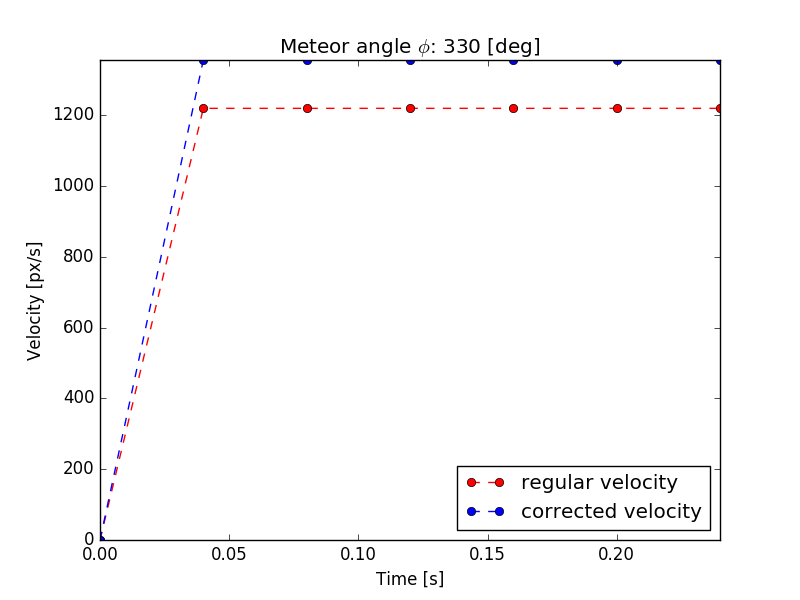 Meteor angle ϕ: 330 [deg]
Velocity [px/s]
1200
1000
800
600
400
200
0
0.00 0.05 0.10 0.15 0.20
Time [s]
regular velocity
corrected velocity